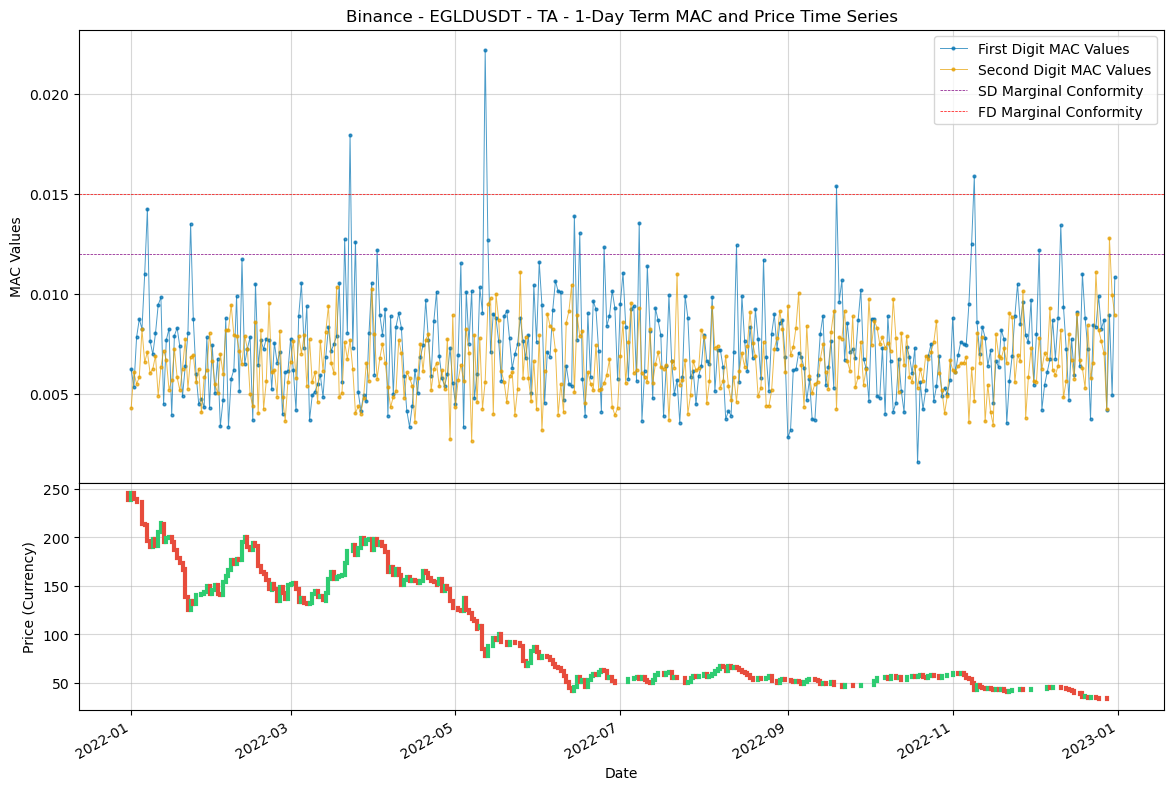 Binance - EGLDUSDT - TA - 1-Day Term MAC and Price Time Series
First Digit MAC Values
Second Digit MAC Values
SD Marginal Conformity
FD Marginal Conformity
MAC Values
0.020
0.015
0.010
0.005
Price (Currency)
250
200
150
100
50
2022-01
2022-03
2022-05
2022-07
2022-09
2022-11
2023-01
Date